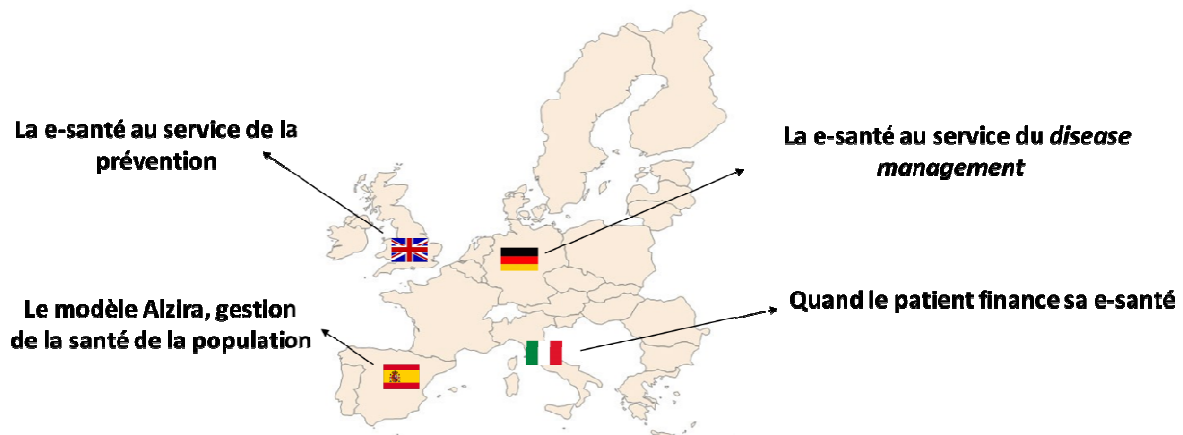 La e-santé au service de la
prévention
La e-santé au service du disease
management
Le modèle Alzira, gestion
de la santé de la population
Quand le patient finance sa e-santé